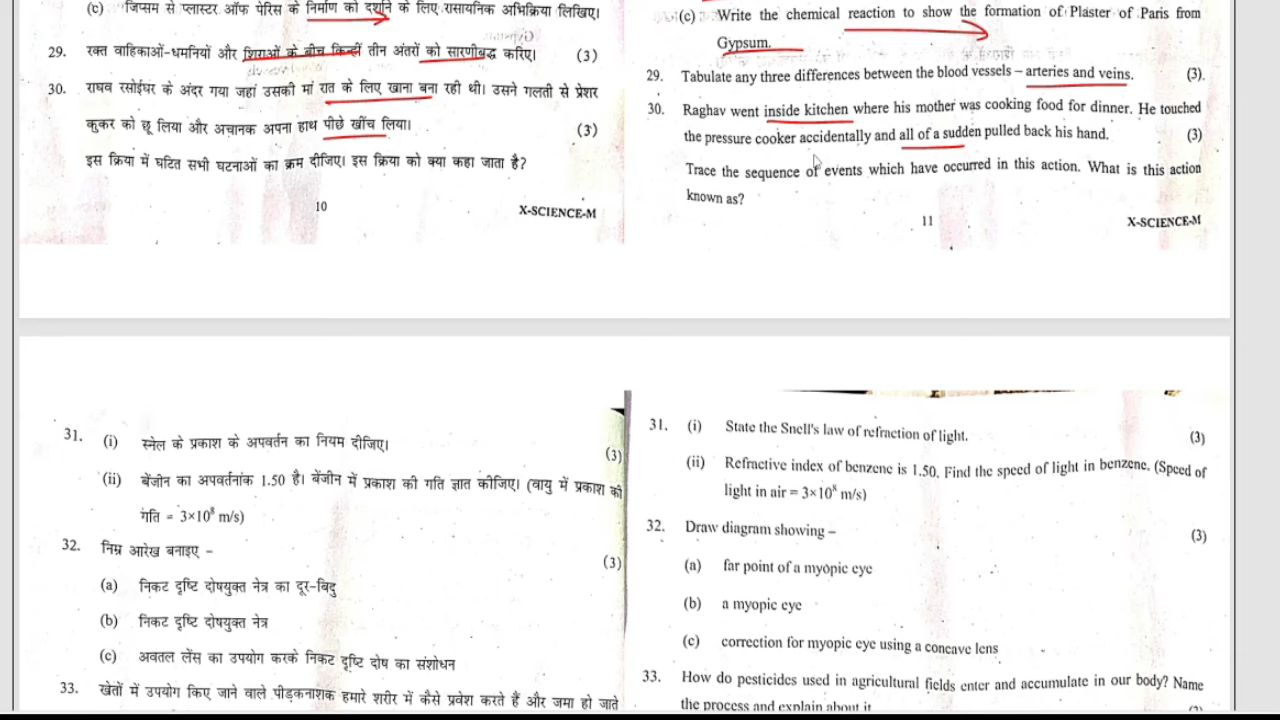 (c) जिप्सम से प्लास्टर ऑफ पेरिस के निर्माण को दर्शाने के लिए रासायनिक अभिक्रिया लिखिए।
29. रक्त वाहिकाओं-धमनियों और शिराओं के बीच किन्हीं तीन अंतरों को सारणीबद्ध करिए। (3)
30. राघव रसोईघर के अंदर गया जहां उसकी मां रात के लिए खाना बना रही थी। उसने गलती से प्रेशर
कुकर को छू लिया और अचानक अपना हाथ पीछे खींच लिया। (3)
इस क्रिया में घटित सभी घटनाओं का क्रम दीजिए। इस क्रिया को क्या कहा जाता है?
10
X-SCIENCE-M
(c) Write the chemical reaction to show the formation of Plaster of Paris from
Gypsum.
29. Tabulate any three differences between the blood vessels – arteries and veins. (3)
30. Raghav went inside kitchen where his mother was cooking food for dinner. He touched
the pressure cooker accidentally and all of a sudden pulled back his hand. (3)
Trace the sequence of events which have occurred in this action. What is this action
known as?
11
X-SCIENCE-M
31. (i) स्नेल के प्रकाश के अपवर्तन का नियम दीजिए। (3)
(ii) बेंजीन का अपवर्तनांक 1.50 है। बेंजीन में प्रकाश की गति ज्ञात कीजिए। (वायु में प्रकाश की
गति = 3×10⁸ m/s)
32. निम्न आरेख बनाइए - (3)
(a) निकट दृष्टि दोषयुक्त नेत्र का दूर-बिंदु
(b) निकट दृष्टि दोषयुक्त नेत्र
(c) अवतल लेंस का उपयोग करके निकट दृष्टि दोष का संशोधन
33. खेतों में उपयोग किए जाने वाले पीड़कनाशक हमारे शरीर में कैसे प्रवेश करते हैं और जमा हो जाते
31. (i) State the Snell's law of refraction of light. (3)
(ii) Refractive index of benzene is 1.50. Find the speed of light in benzene. (Speed of
light in air = 3×10⁸ m/s)
32. Draw diagram showing – (3)
(a) far point of a myopic eye
(b) a myopic eye
(c) correction for myopic eye using a concave lens
33. How do pesticides used in agricultural fields enter and accumulate in our body? Name
the process and explain about it